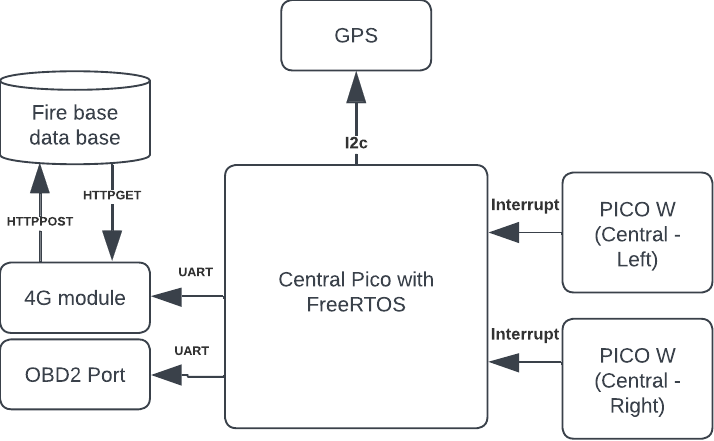 GPS
Fire base
data base
I2c
HTTPGET
HTTPPOST
Interrupt
PICO W
(Central -
Left)
UART
Central Pico with
FreeRTOS
4G module
UART
OBD2 Port
Interrupt
PICO W
(Central -
Right)